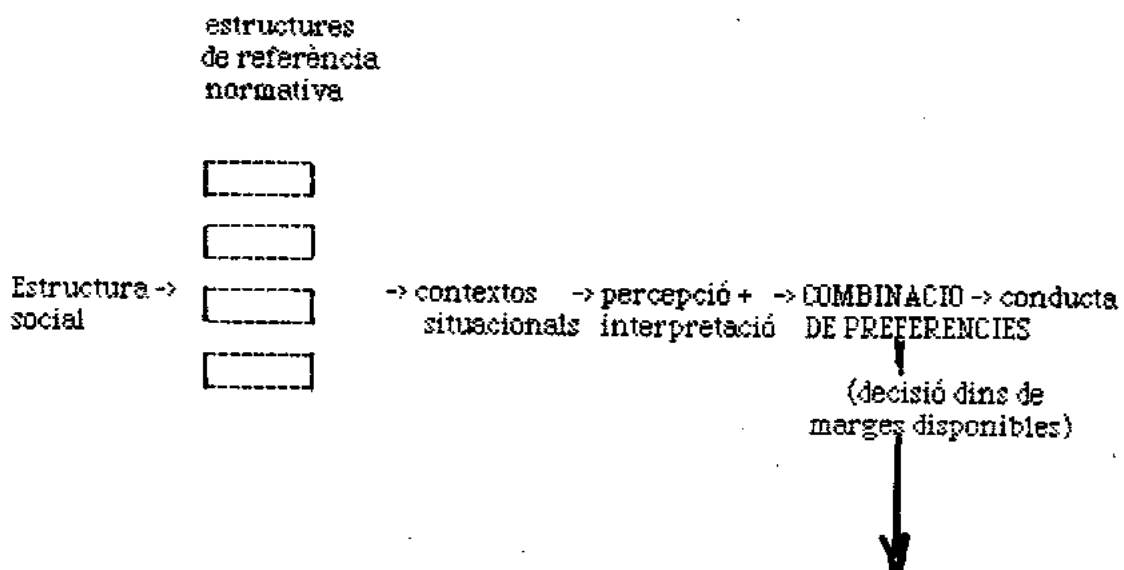 estructures
de referència
normativa
Estructura -> -> contextos -> percepció + -> COMBINACIO -> conducta
social situacionals interpretació DE PREFERENCIES
(decisió dins de
marges disponibles)